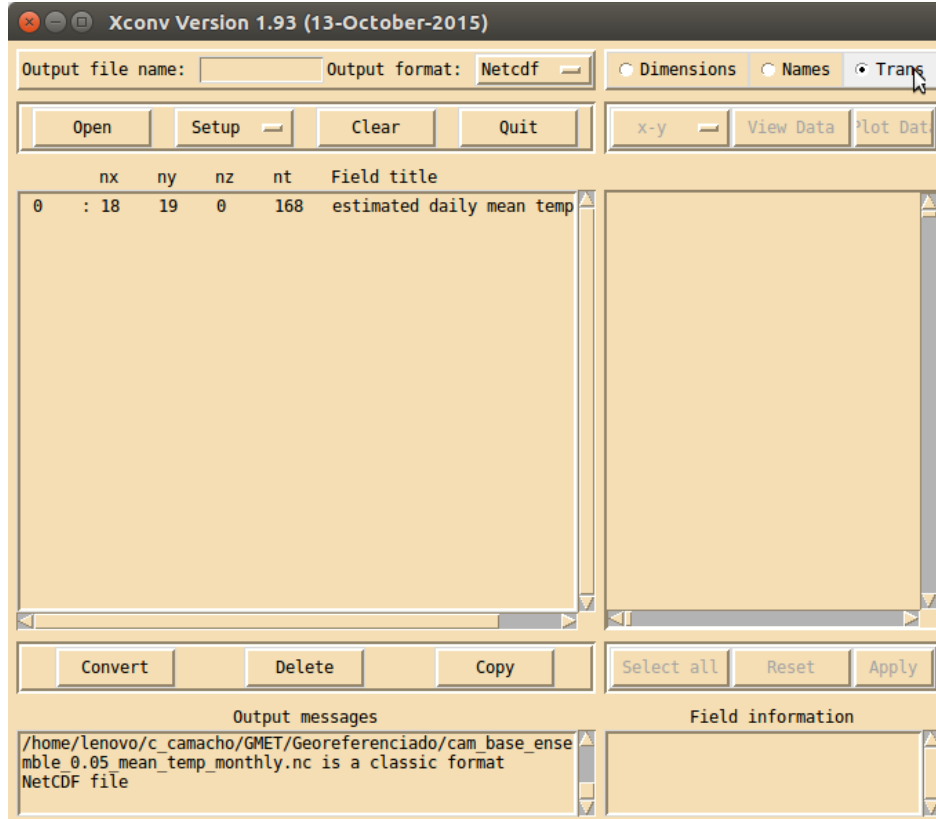 Xconv Version 1.93 (13-October-2015)
Output file name: Output format: Netcdf
Dimensions Names Trans
Open Setup Clear Quit
x-y View Data Plot Data
nx ny nz nt Field title
0 : 18 19 0 168 estimated daily mean temp
Convert Delete Copy
Select all Reset Apply
Output messages
/home/lenovo/c_camacho/GMET/Georeferenciado/cam_base_ense
mble_0.05_mean_temp_monthly.nc is a classic format
NetCDF file
Field information